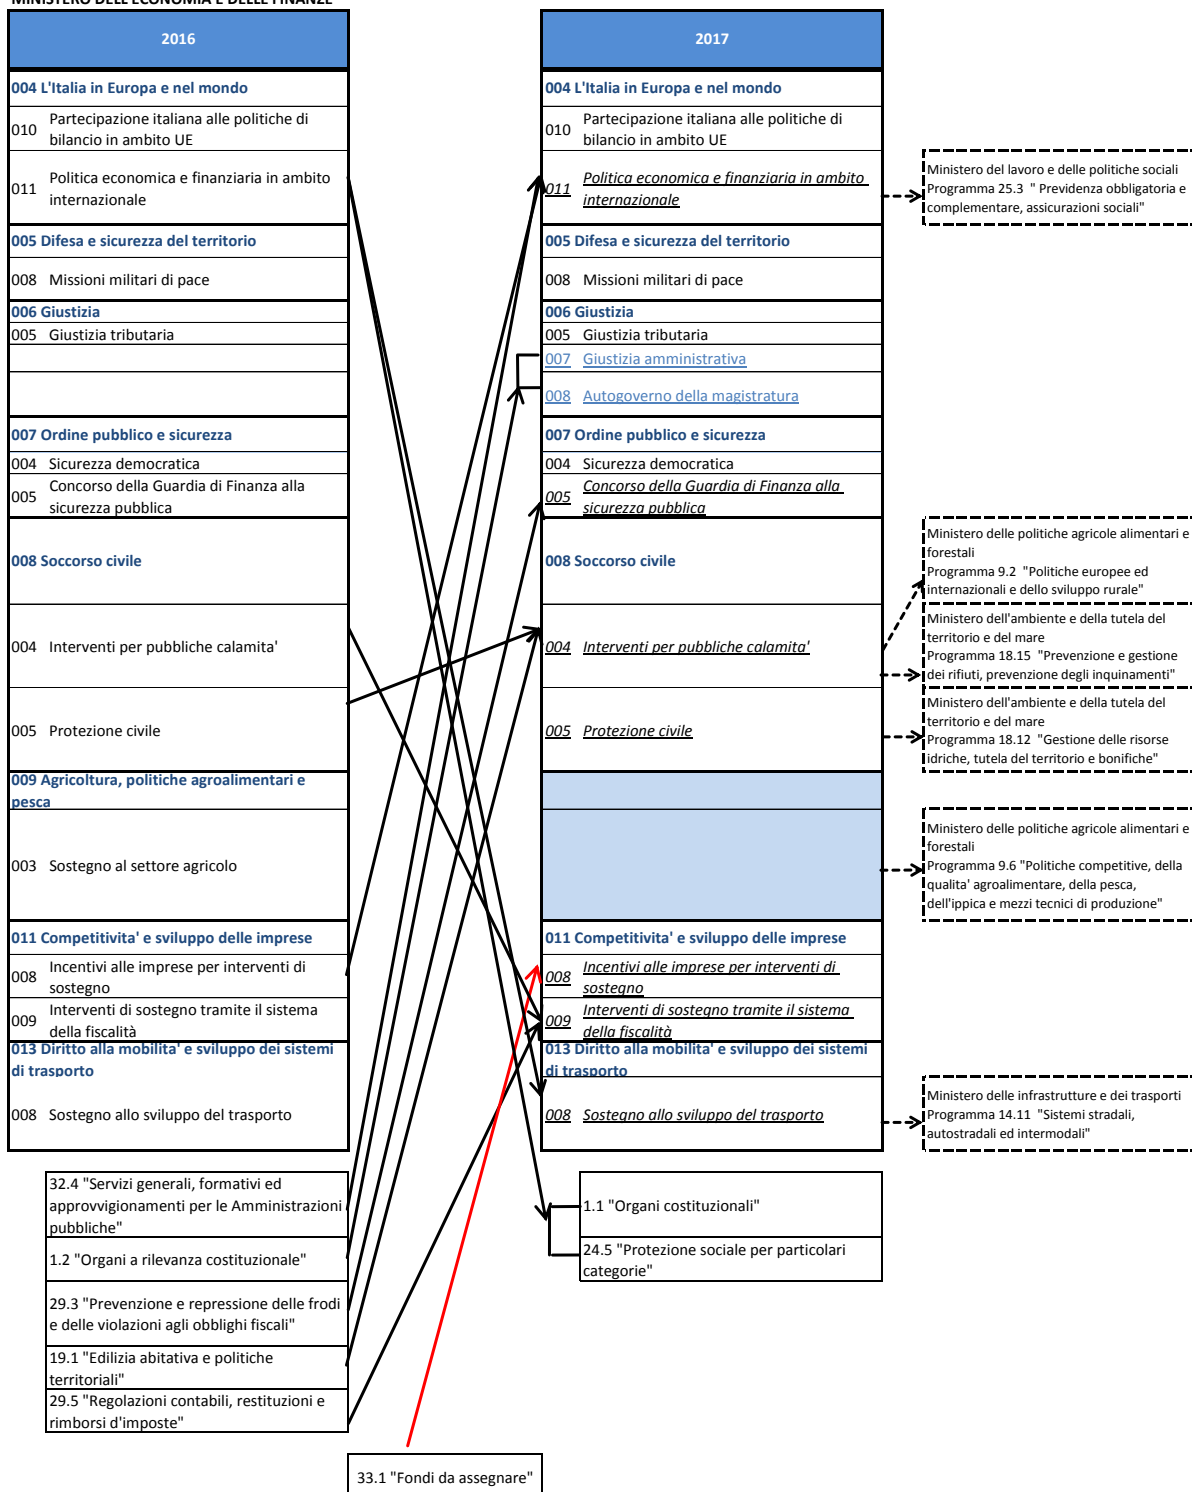 MINISTERO DELL'ECONOMIA E DELLE FINANZE
2016
004 L'Italia in Europa e nel mondo
010 Partecipazione italiana alle politiche di
bilancio in ambito UE
011 Politica economica e finanziaria in ambito
internazionale
005 Difesa e sicurezza del territorio
008 Missioni militari di pace
006 Giustizia
005 Giustizia tributaria
007 Ordine pubblico e sicurezza
004 Sicurezza democratica
005 Concorso della Guardia di Finanza alla
sicurezza pubblica
008 Soccorso civile
004 Interventi per pubbliche calamita'
005 Protezione civile
009 Agricoltura, politiche agroalimentari e
pesca
003 Sostegno al settore agricolo
011 Competitivita' e sviluppo delle imprese
008 Incentivi alle imprese per interventi di
sostegno
009 Interventi di sostegno tramite il sistema
della fiscalità
013 Diritto alla mobilita' e sviluppo dei sistemi
di trasporto
008 Sostegno allo sviluppo del trasporto
32.4 "Servizi generali, formativi ed
approvvigionamenti per le Amministrazioni
pubbliche"
1.2 "Organi a rilevanza costituzionale"
29.3 "Prevenzione e repressione delle frodi
e delle violazioni agli obblighi fiscali"
19.1 "Edilizia abitativa e politiche
territoriali"
29.5 "Regolazioni contabili, restituzioni e
rimborsi d'imposte"
33.1 "Fondi da assegnare"
2017
004 L'Italia in Europa e nel mondo
010 Partecipazione italiana alle politiche di
bilancio in ambito UE
011 Politica economica e finanziaria in ambito
internazionale
005 Difesa e sicurezza del territorio
008 Missioni militari di pace
006 Giustizia
005 Giustizia tributaria
007 Giustizia amministrativa
008 Autogoverno della magistratura
007 Ordine pubblico e sicurezza
004 Sicurezza democratica
005 Concorso della Guardia di Finanza alla
sicurezza pubblica
008 Soccorso civile
004 Interventi per pubbliche calamita'
005 Protezione civile
011 Competitivita' e sviluppo delle imprese
008 Incentivi alle imprese per interventi di
sostegno
009 Interventi di sostegno tramite il sistema
della fiscalità
013 Diritto alla mobilita' e sviluppo dei sistemi
di trasporto
008 Sostegno allo sviluppo del trasporto
1.1 "Organi costituzionali"
24.5 "Protezione sociale per particolari
categorie"
Ministero del lavoro e delle politiche sociali
Programma 25.3 " Previdenza obbligatoria e
complementare, assicurazioni sociali"
Ministero delle politiche agricole alimentari e
forestali
Programma 9.2 "Politiche europee ed
internazionali e dello sviluppo rurale"
Ministero dell'ambiente e della tutela del
territorio e del mare
Programma 18.15 "Prevenzione e gestione
dei rifiuti, prevenzione degli inquinamenti"
Ministero dell'ambiente e della tutela del
territorio e del mare
Programma 18.12 "Gestione delle risorse
idriche, tutela del territorio e bonifiche"
Ministero delle politiche agricole alimentari e
forestali
Programma 9.6 "Politiche competitive, della
qualita' agroalimentare, della pesca,
dell'ippica e mezzi tecnici di produzione"
Ministero delle infrastrutture e dei trasporti
Programma 14.11 "Sistemi stradali,
autostradali ed intermodali"